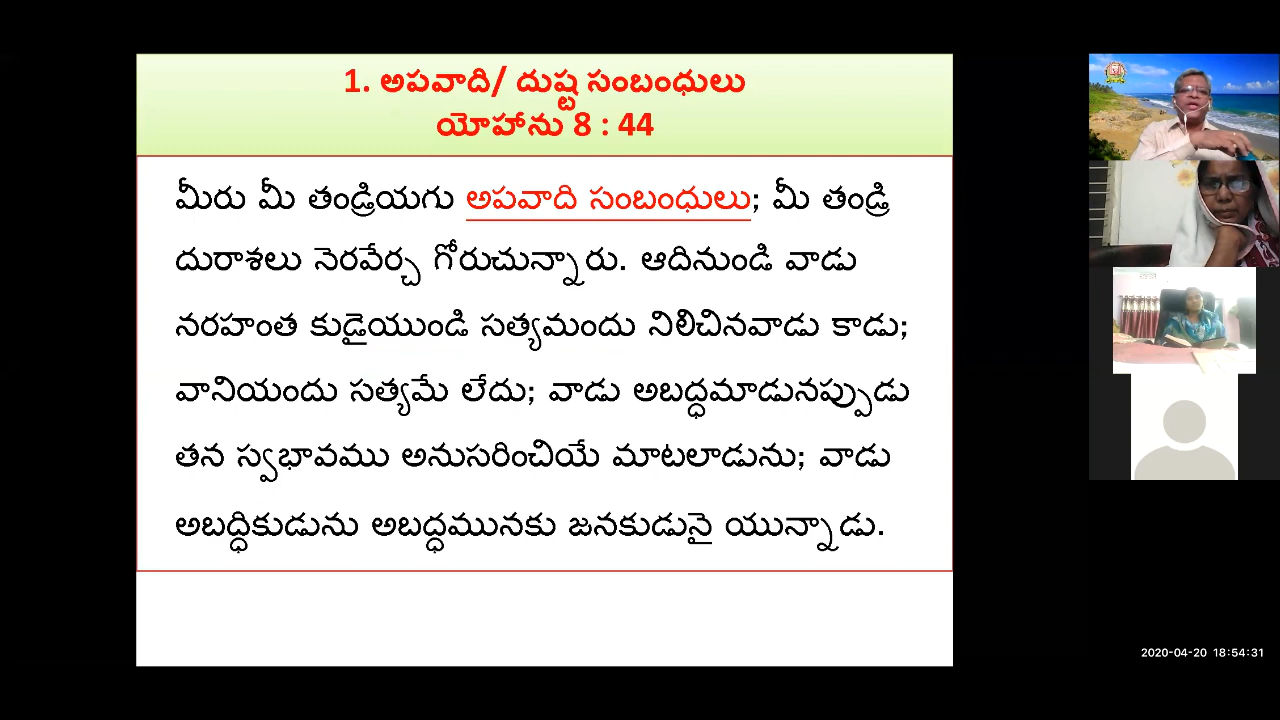 1. అపవాది/ దుష్ట సంబంధులు
యోహాను 8 : 44
మీరు మీ తండ్రియగు అపవాది సంబంధులు; మీ తండ్రి
దురాశలు నెరవేర్చ గోరుచున్నారు. ఆదినుండి వాడు
నరహంత కుడైయుండి సత్యమందు నిలిచినవాడు కాడు;
వానియందు సత్యమే లేదు; వాడు అబద్ధమాడునప్పుడు
తన స్వభావము అనుసరించియే మాటలాడును; వాడు
అబద్ధికుడును అబద్ధమునకు జనకుడునై యున్నాడు.
2020-04-20 18:54:31